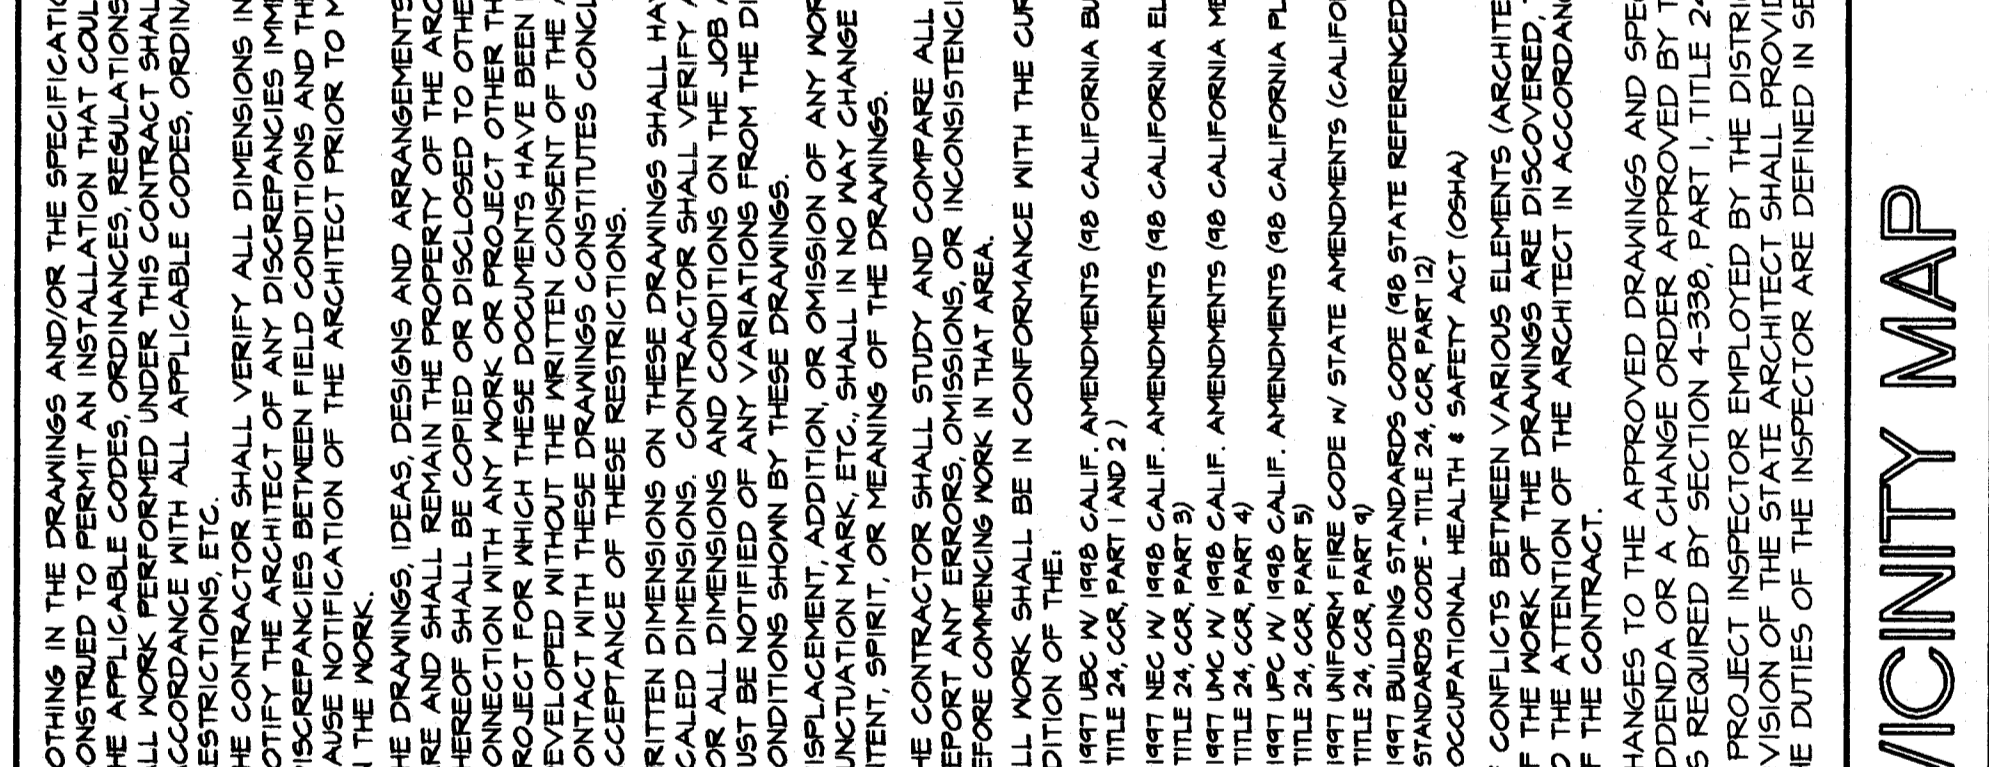 OTHING IN THE DRAWINGS AND/OR THE SPECIFICATIO
ONSTRUED TO PERMIT AN INSTALLATION THAT COUL
HE APPLICABLE CODES, ORDINANCES, REGULATIONS
ALL WORK PERFORMED UNDER THIS CONTRACT SHAL
CCORDANCE WITH ALL APPLICABLE CODES, ORDINA
ESTRICTIONS, ETC.
HE CONTRACTOR SHALL VERIFY ALL DIMENSIONS IN
OTIFY THE ARCHITECT OF ANY DISCREPANCIES IMM
ISCREPANCIES BETWEEN FIELD CONDITIONS AND TH
AUSE NOTIFICATION OF THE ARCHITECT PRIOR TO
THE WORK.
HE DRAWINGS, IDEAS, DESIGNS AND ARRANGEMENTS
RE AND SHALL REMAIN THE PROPERTY OF THE ARC
HEREOF SHALL BE COPIED OR DISCLOSED TO OTHE
ONNECTION WITH ANY WORK OR PROJECT OTHER TH
ROJECT FOR WHICH THESE DOCUMENTS HAVE BEEN
EVELOPED WITHOUT THE WRITTEN CONSENT OF THE
ONTACT WITH THESE DRAWINGS CONSTITUTES CONCL
CCEPTANCE OF THESE RESTRICTIONS.
RITTEN DIMENSIONS ON THESE DRAWINGS SHALL HAV
CALED DIMENSIONS. CONTRACTOR SHALL VERIFY
OR ALL DIMENSIONS AND CONDITIONS ON THE JOB
UST BE NOTIFIED OF ANY VARIATIONS FROM THE DI
ONDITIONS SHOWN BY THESE DRAWINGS.
ISPLACEMENT, ADDITION, OR OMISSION OF ANY WOR
UNCTUATION MARK, ETC., SHALL IN NO WAY CHANGE
TENT, SPIRIT, OR MEANING OF THE DRAWINGS.
HE CONTRACTOR SHALL STUDY AND COMPARE ALL
EPORT ANY ERRORS, OMISSIONS, OR INCONSISTENCI
EFORE COMMENCING WORK IN THAT AREA.
LL WORK SHALL BE IN CONFORMANCE WITH THE CUR
DITION OF THE:
1997 UBC W/ 1998 CALIF. AMENDMENTS (98 CALIFORNIA BU
TITLE 24, CCR, PART 1 AND 2 )
1997 NEC W/ 1998 CALIF. AMENDMENTS (98 CALIFORNIA EL
TITLE 24, CCR, PART 3)
1997 UMC W/ 1998 CALIF. AMENDMENTS (98 CALIFORNIA ME
TITLE 24, CCR, PART 4)
1997 UPC W/ 1998 CALIF. AMENDMENTS (98 CALIFORNIA PL
TITLE 24, CCR, PART 5)
1997 UNIFORM FIRE CODE W/ STATE AMENDMENTS (CALIFO
TITLE 24, CCR, PART 9)
1997 BUILDING STANDARDS CODE (98 STATE REFERENCED
STANDARDS CODE - TITLE 24, CCR, PART 12)
OCCUPATIONAL HEALTH & SAFETY ACT (OSHA)
CONFLICTS BETWEEN VARIOUS ELEMENTS (ARCHITE
F THE WORK OF THE DRAWINGS ARE DISCOVERED,
O THE ATTENTION OF THE ARCHITECT IN ACCORDAN
F THE CONTRACT.
HANGES TO THE APPROVED DRAWINGS AND SPEC
DDENDA OR A CHANGE ORDER APPROVED BY T
S REQUIRED BY SECTION 4-338, PART 1, TITLE 24
PROJECT INSPECTOR EMPLOYED BY THE DISTRI
VISION OF THE STATE ARCHITECT SHALL PROVID
HE DUTIES OF THE INSPECTOR ARE DEFINED IN SE
VICINITY MAP